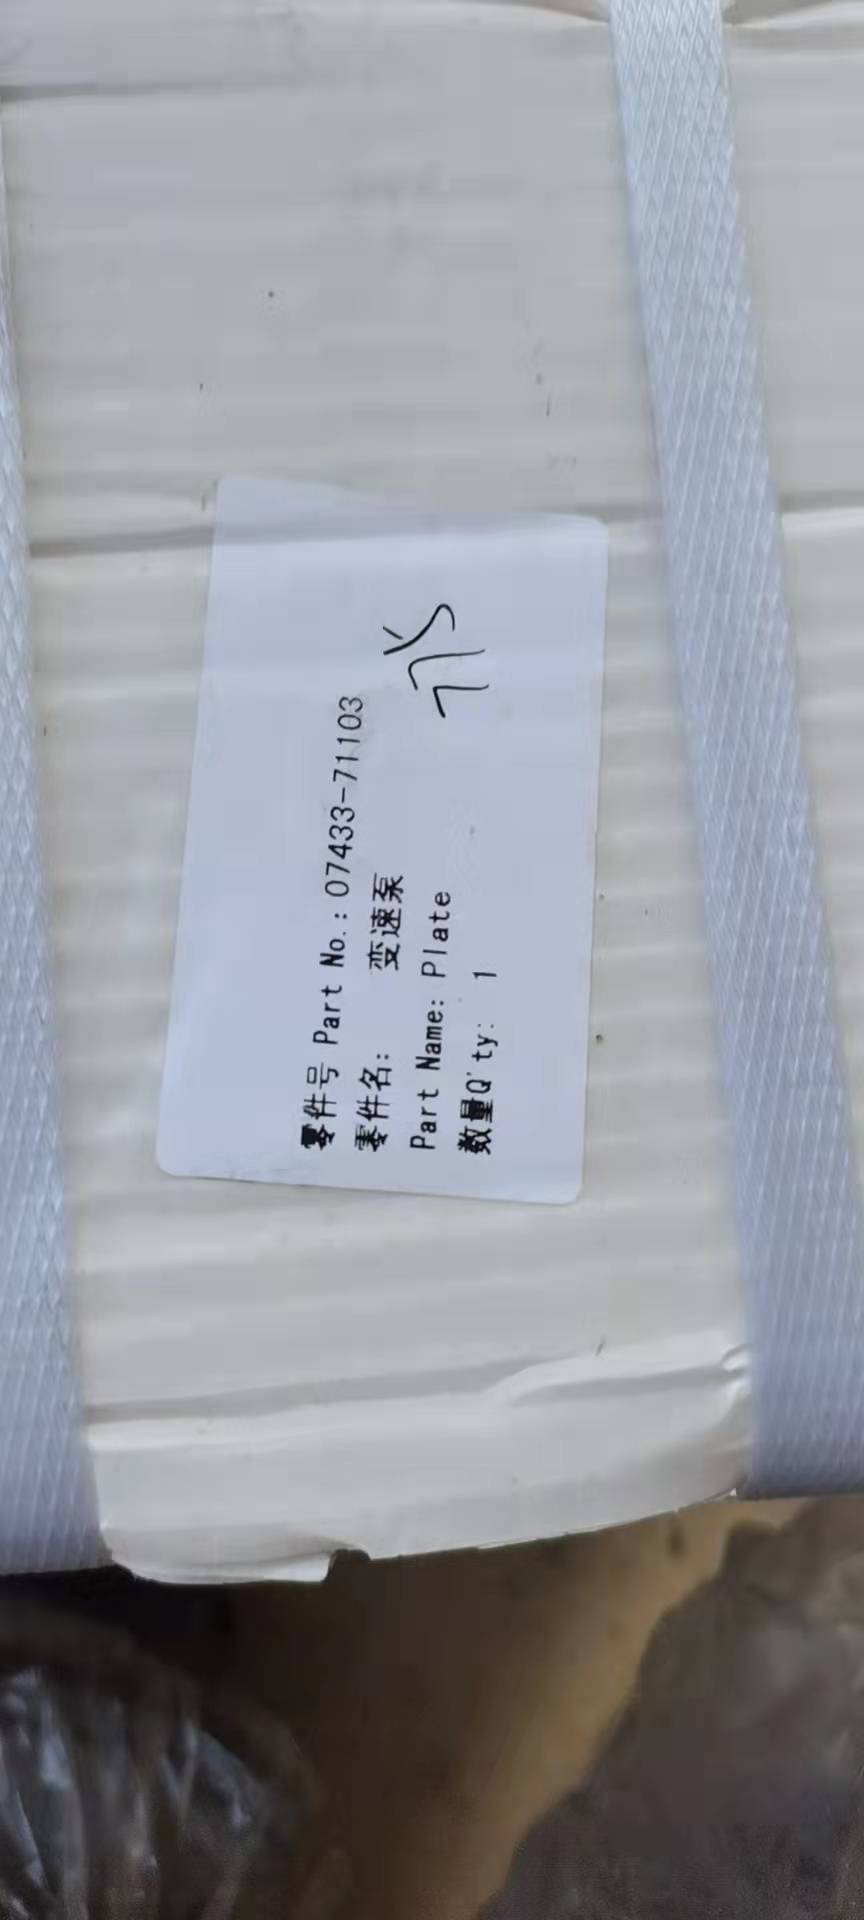 零件号 Part No.: 07433-71103
零件名: 变速泵
Part Name: Plate
数量Q'ty: 1
775